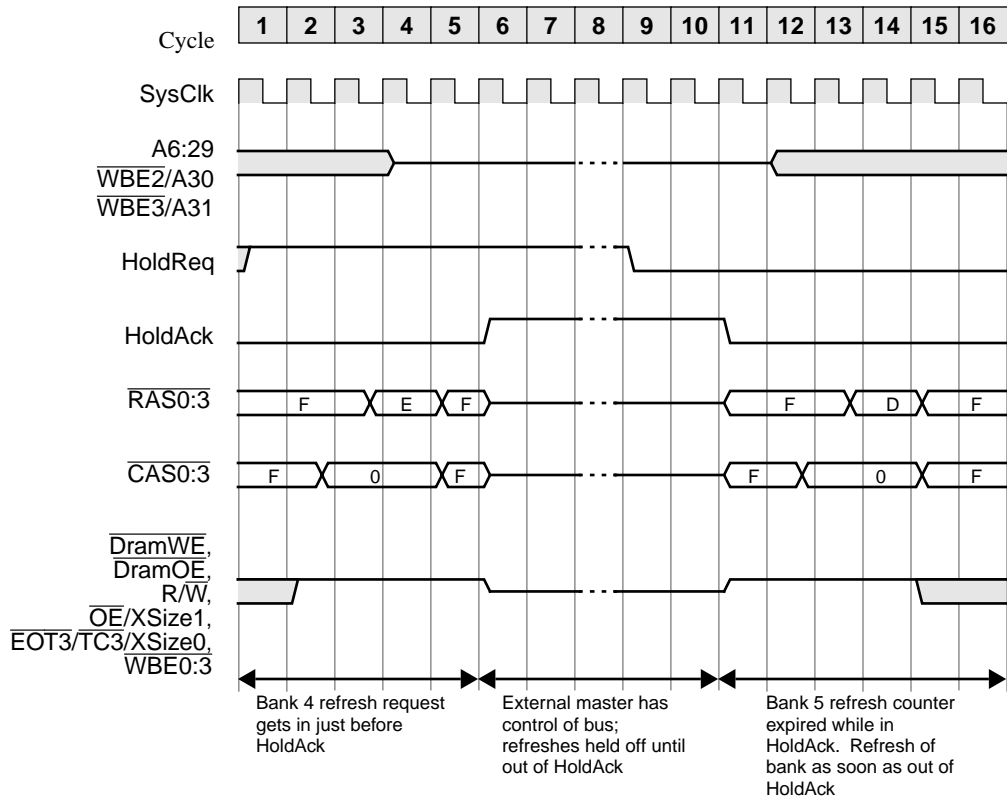 Cycle 1 2 3 4 5 6 7 8 9 10 11 12 13 14 15 16
SysClk
A6:29
WBE2/A30
WBE3/A31
HoldReq
HoldAck
RAS0:3 F E F F D F
CAS0:3 F 0 F F 0 F
DramWE,
DramOE,
R/W,
OE/XSize1,
EOT3/TC3/XSize0,
WBE0:3
Bank 4 refresh request
gets in just before
HoldAck
External master has
control of bus;
refreshes held off until
out of HoldAck
Bank 5 refresh counter
expired while in
HoldAck. Refresh of
bank as soon as out of
HoldAck